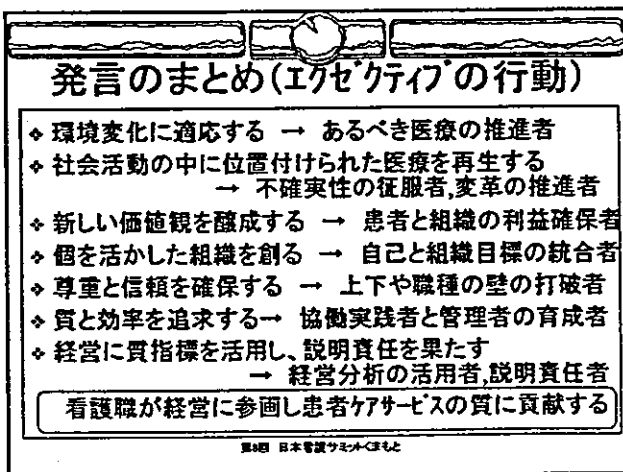 発言のまとめ(ｴｸｾﾞｸﾃｨﾌﾞの行動)
❖ 環境変化に適応する → あるべき医療の推進者
❖ 社会活動の中に位置付けられた医療を再生する
→ 不確実性の征服者,変革の推進者
❖ 新しい価値観を醸成する → 患者と組織の利益確保者
❖ 個を活かした組織を創る → 自己と組織目標の統合者
❖ 尊重と信頼を確保する → 上下や職種の壁の打破者
❖ 質と効率を追求する→ 協働実践者と管理者の育成者
❖ 経営に質指標を活用し、説明責任を果たす
→ 経営分析の活用者,説明責任者
看護職が経営に参画し患者ケアサービスの質に貢献する
日本看護サミットくまもと